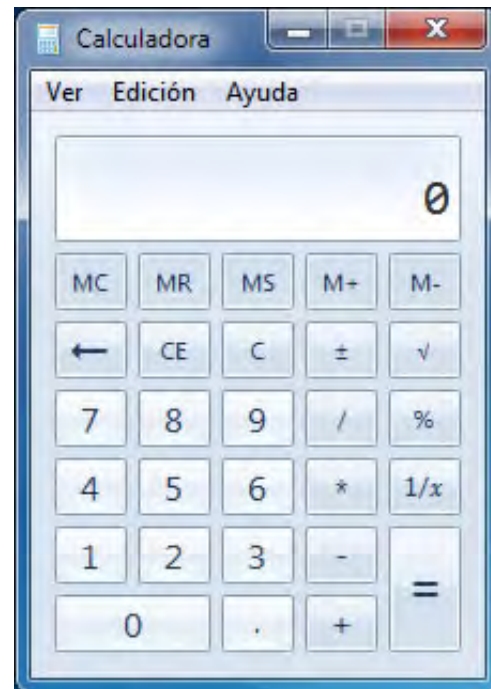 Calculadora
Ver Edición Ayuda
0
MC MR MS M+ M-
← CE C ± √
7 8 9 / %
4 5 6 * 1/x
1 2 3 - =
0 . +